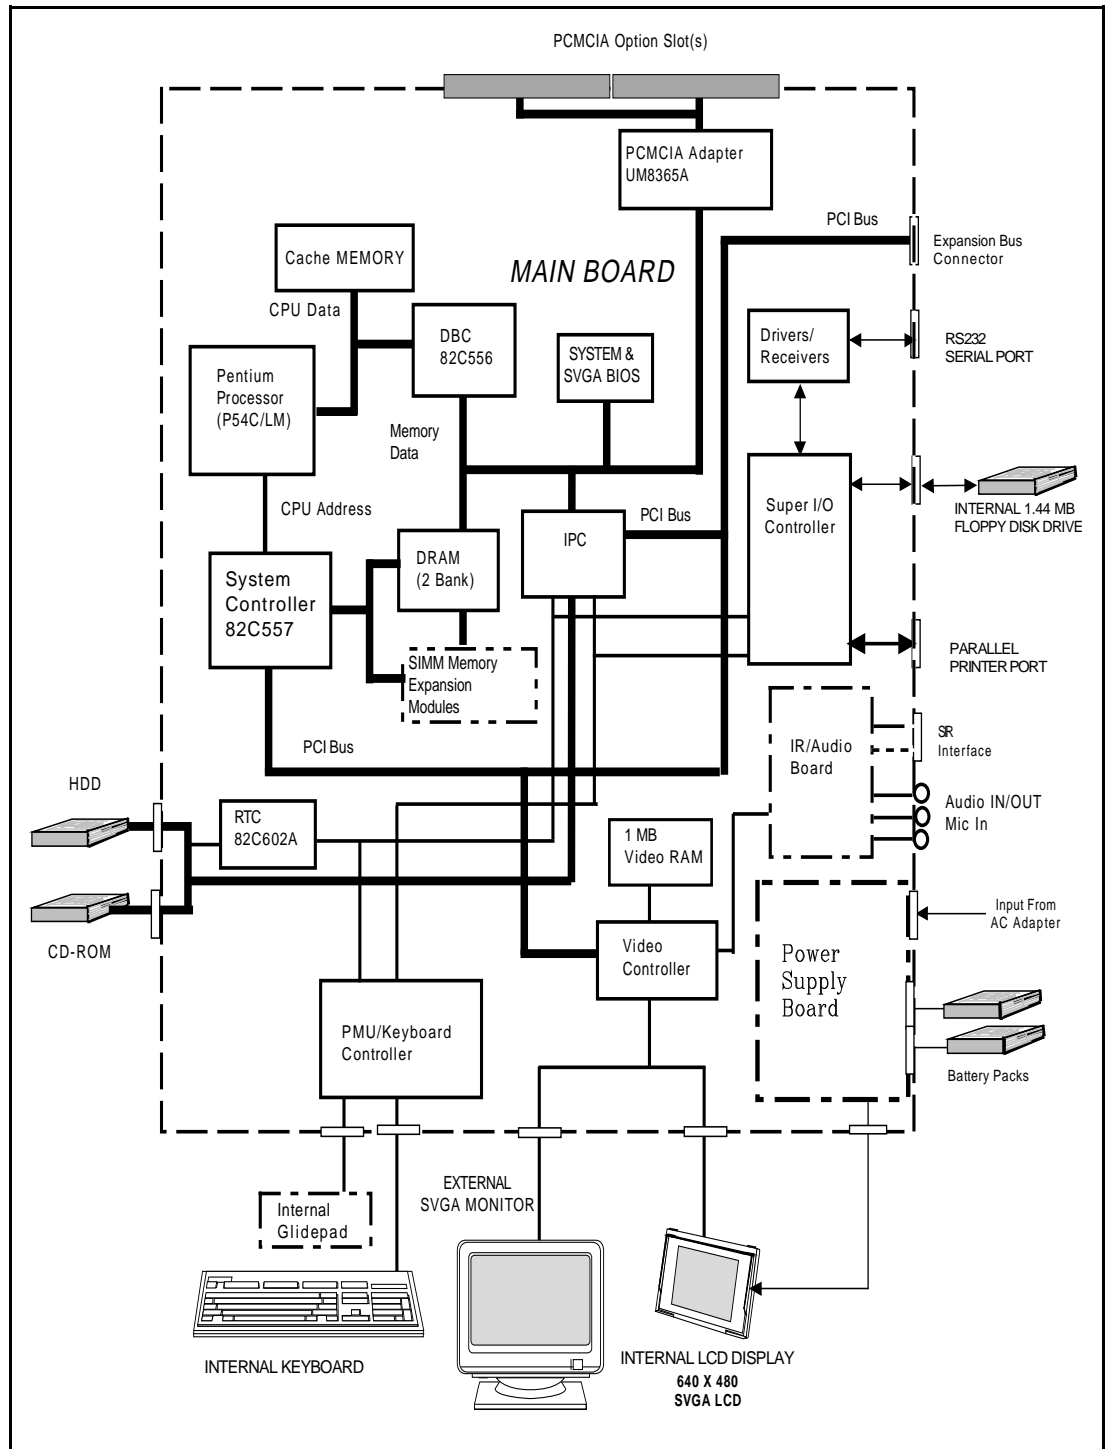 PCMCIA Option Slot(s)
PCMCIA Adapter
UM8365A
PCI Bus
Expansion Bus
Connector
Cache MEMORY
MAIN BOARD
CPU Data
DBC
82C556
SYSTEM &
SVGA BIOS
Drivers/
Receivers
RS232
SERIAL PORT
Pentium
Processor
(P54C/LM)
Memory
Data
CPU Address
Super I/O
Controller
INTERNAL 1.44 MB
FLOPPY DISK DRIVE
PCI Bus
IPC
DRAM
(2 Bank)
System
Controller
82C557
SIMM Memory
Expansion
Modules
PARALLEL
PRINTER PORT
PCI Bus
IR/Audio
Board
SIR
Interface
HDD
RTC
82C602A
1 MB
Video RAM
Audio IN/OUT
Mic In
Input From
AC Adapter
CD-ROM
Video
Controller
Power
Supply
Board
PMU/Keyboard
Controller
Battery Packs
EXTERNAL
SVGA MONITOR
Internal
Glidepad
INTERNAL KEYBOARD
INTERNAL LCD DISPLAY
640 X 480
SVGA LCD